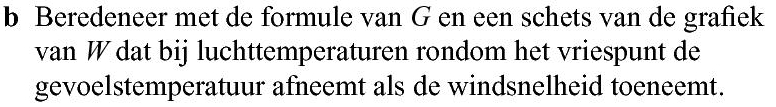 b Beredeneer met de formule van G en een schets van de grafiek
van W dat bij luchttemperaturen rondom het vriespunt de
gevoelstemperatuur afneemt als de windsnelheid toeneemt.